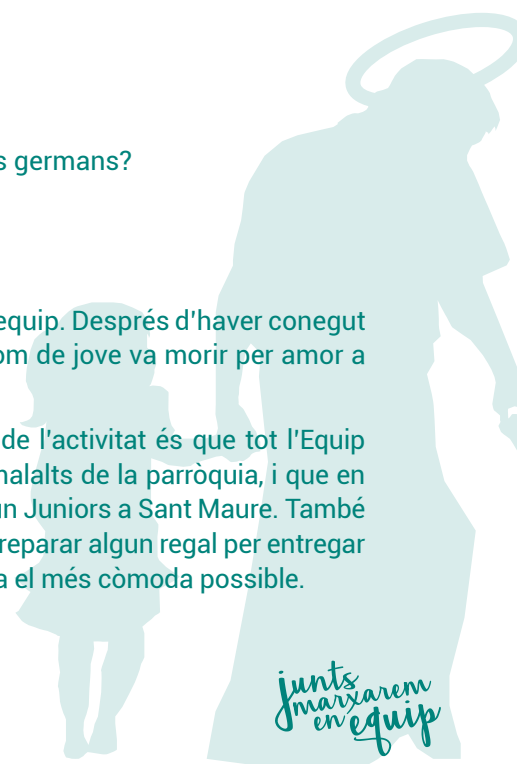 s germans?
equip. Després d'haver conegut
om de jove va morir per amor a
de l'activitat és que tot l'Equip
malalts de la parròquia, i que en
un Juniors a Sant Maure. També
reparar algun regal per entregar
a el més còmoda possible.
junts
marxarem
en equip